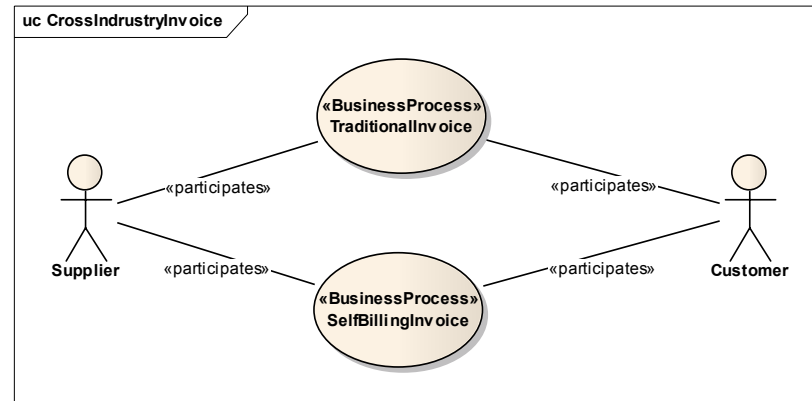 uc CrossIndrustryInvoice
«BusinessProcess»
TraditionalInvoice
«participates»
«participates»
Supplier
Customer
«participates»
«participates»
«BusinessProcess»
SelfBillingInvoice